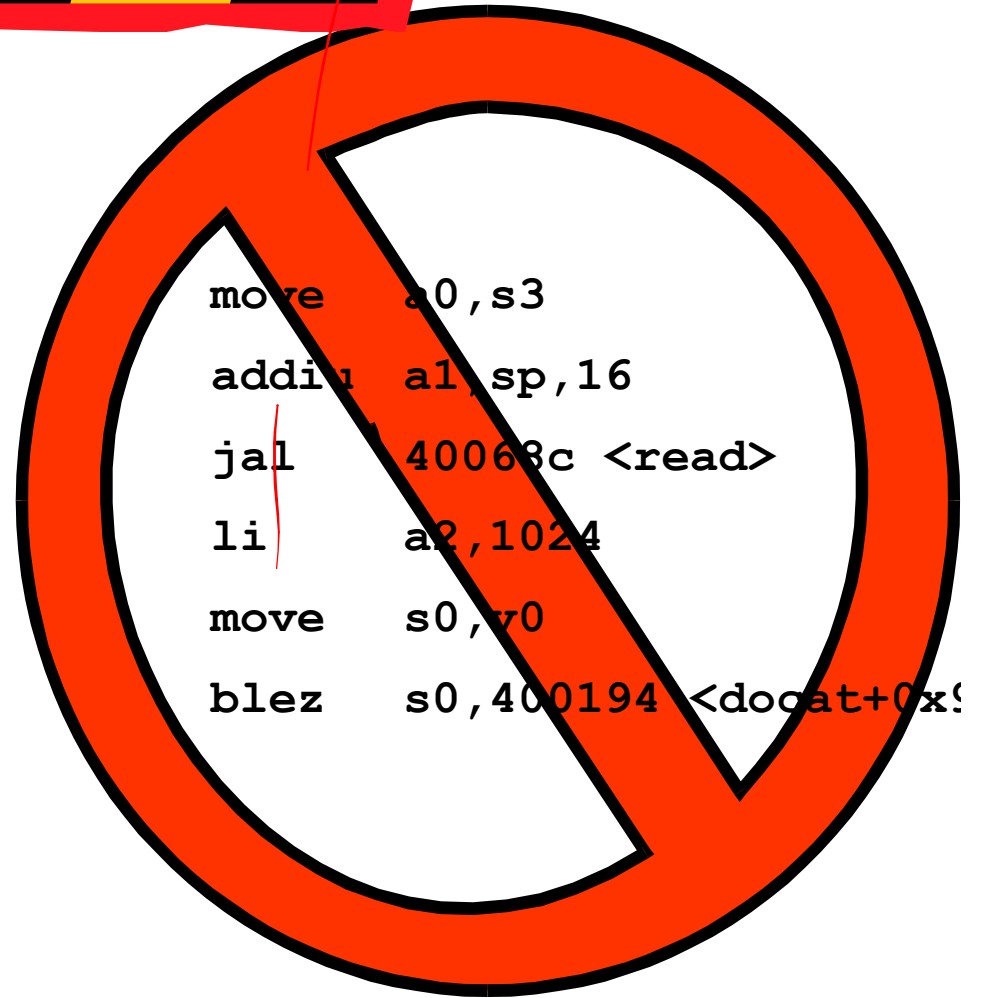 move a0,s3
addiu a1,sp,16
jal 40068c <read>
li a2,1024
move s0,v0
blez s0,400194 <docat+0x9